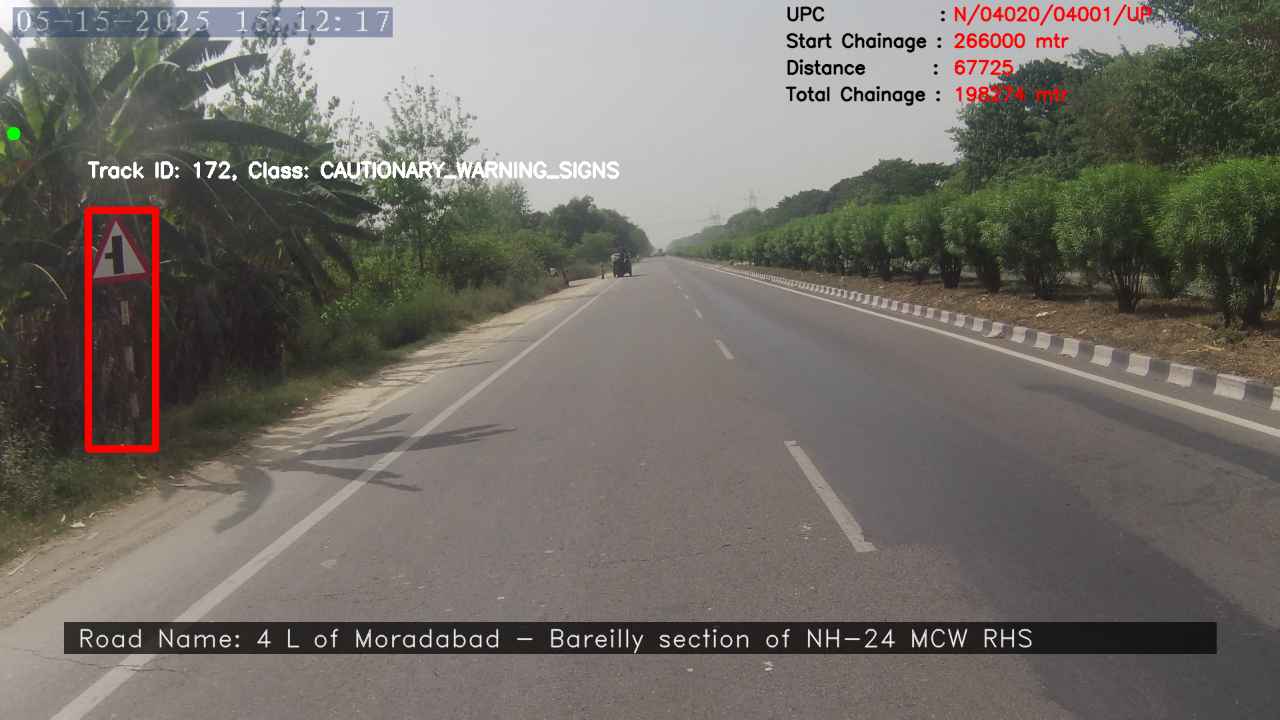 05-15-2025 15:12:17
UPC : N/04020/04001/UP
Start Chainage : 266000 mtr
Distance : 67725
Total Chainage : 198274 mtr
Track ID: 172, Class: CAUTIONARY_WARNING_SIGNS
Road Name: 4 L of Moradabad - Bareilly section of NH-24 MCW RHS